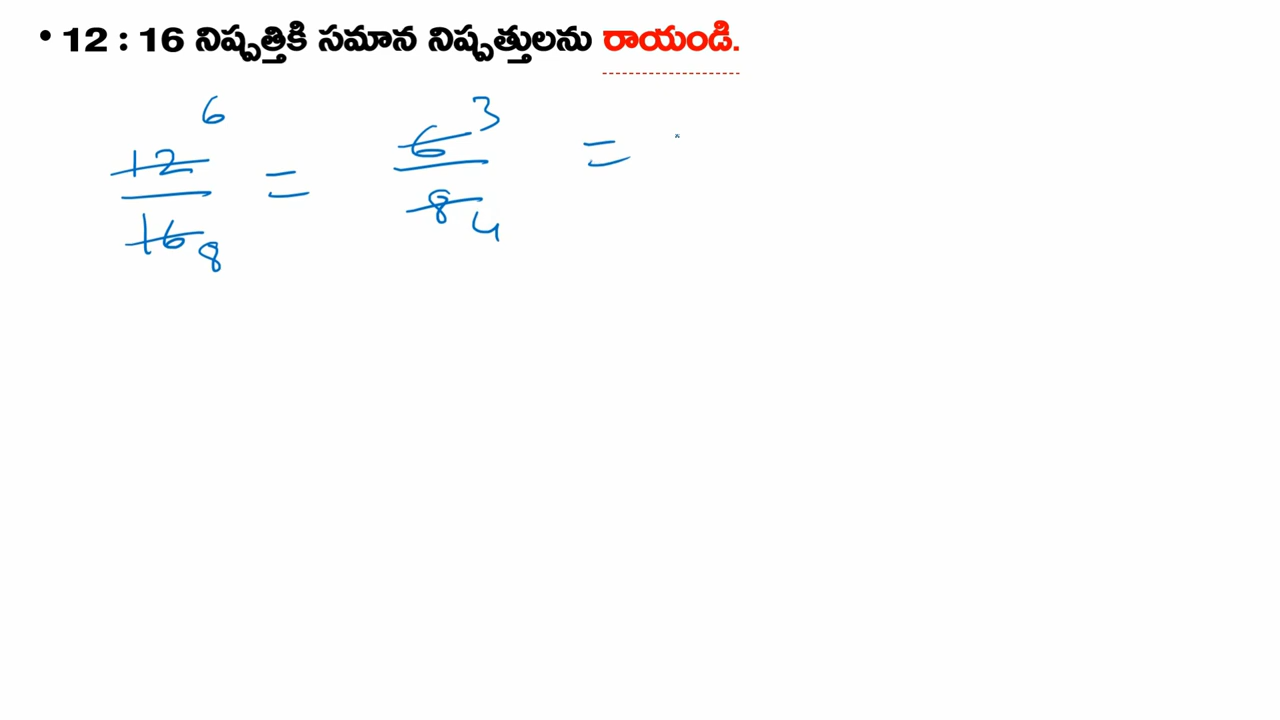 • 12 : 16 నిష్పత్తికి సమాన నిష్పత్తులను రాయండి.
6 3
12 = 6 =
16 8 8 4